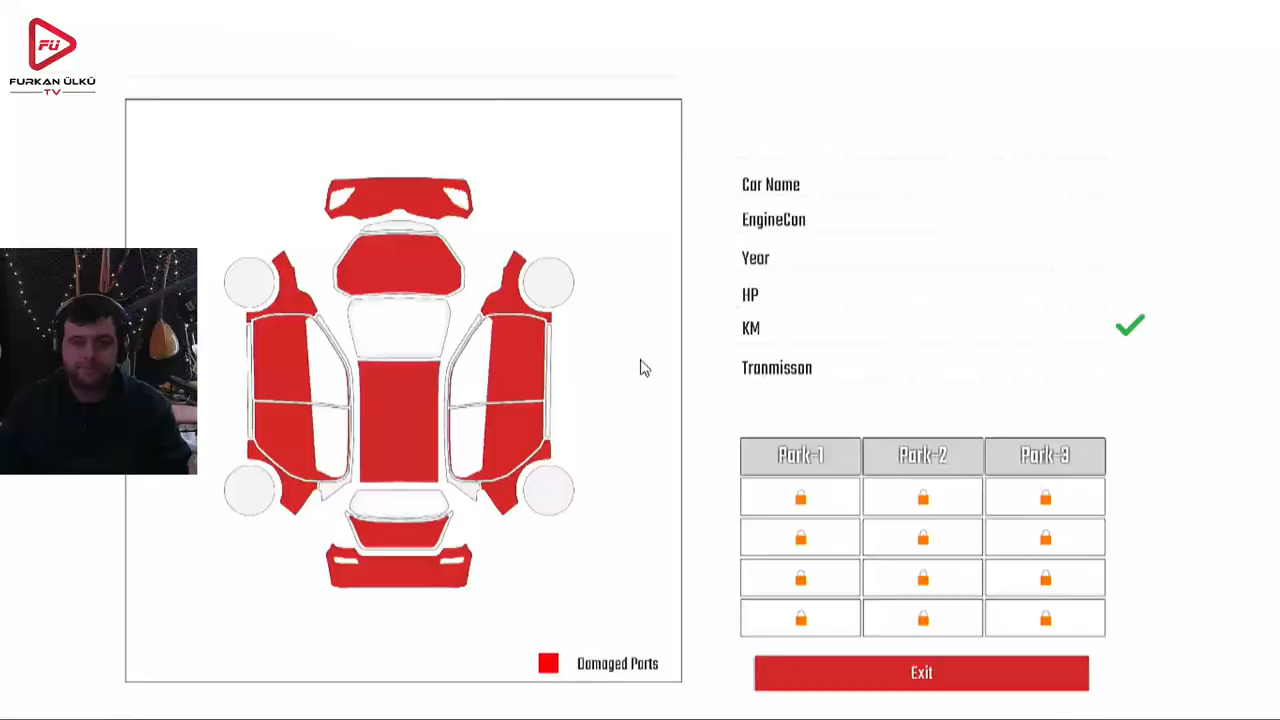 FU
FURKAN ÜLKÜ
TV
Car Name
EngineCon
Year
HP
KM
Tranmisson
Park-1 Park-2 Park-3
Damaged Parts
Exit